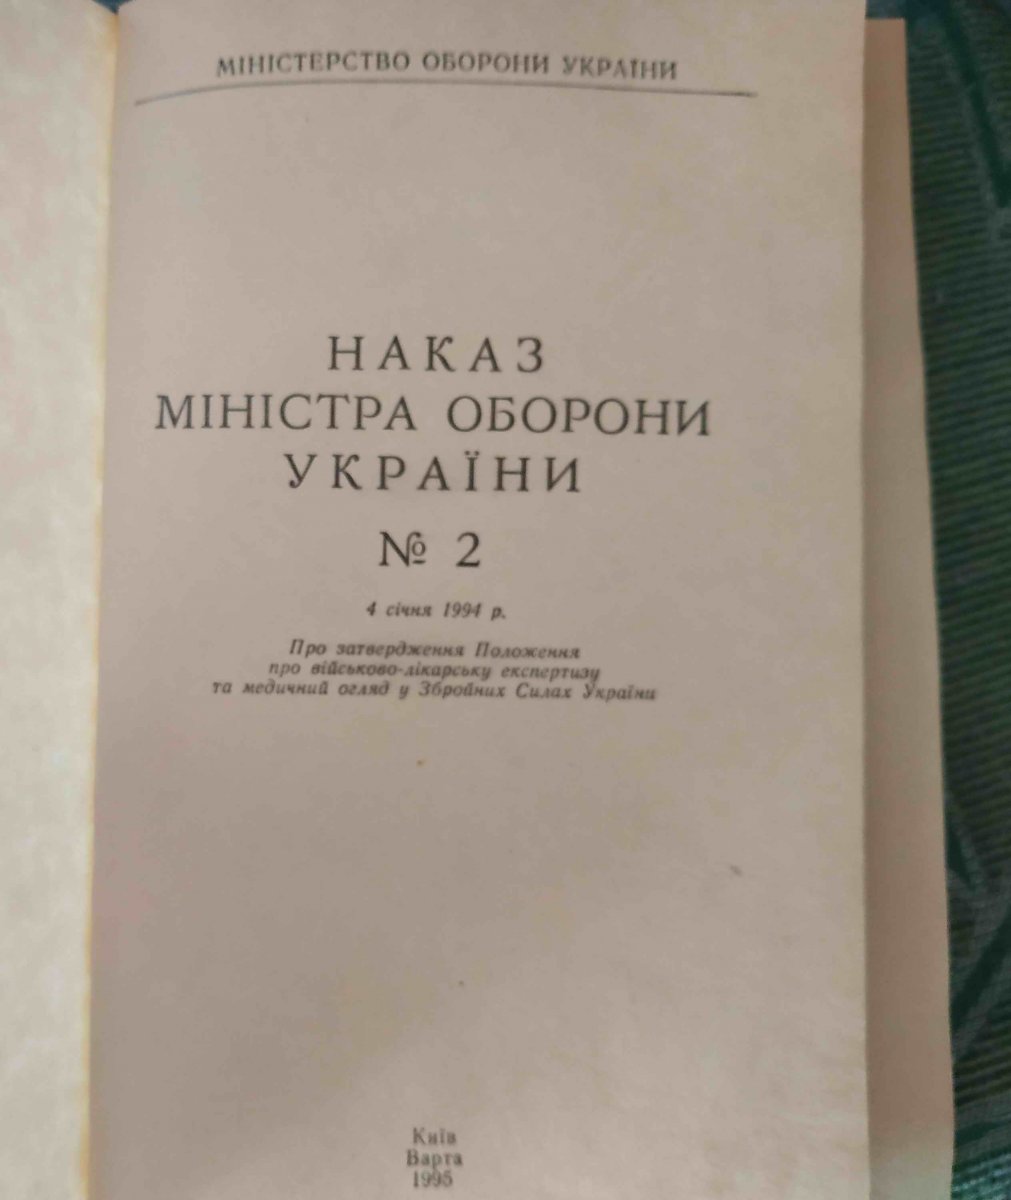 МІНІСТЕРСТВО ОБОРОНИ УКРАЇНИ
НАКАЗ
МІНІСТРА ОБОРОНИ
УКРАЇНИ
№ 2
4 січня 1994 р.
Про затвердження Положення
про військово-лікарську експертизу
та медичний огляд у Збройних Силах України
Київ
Варта
1995